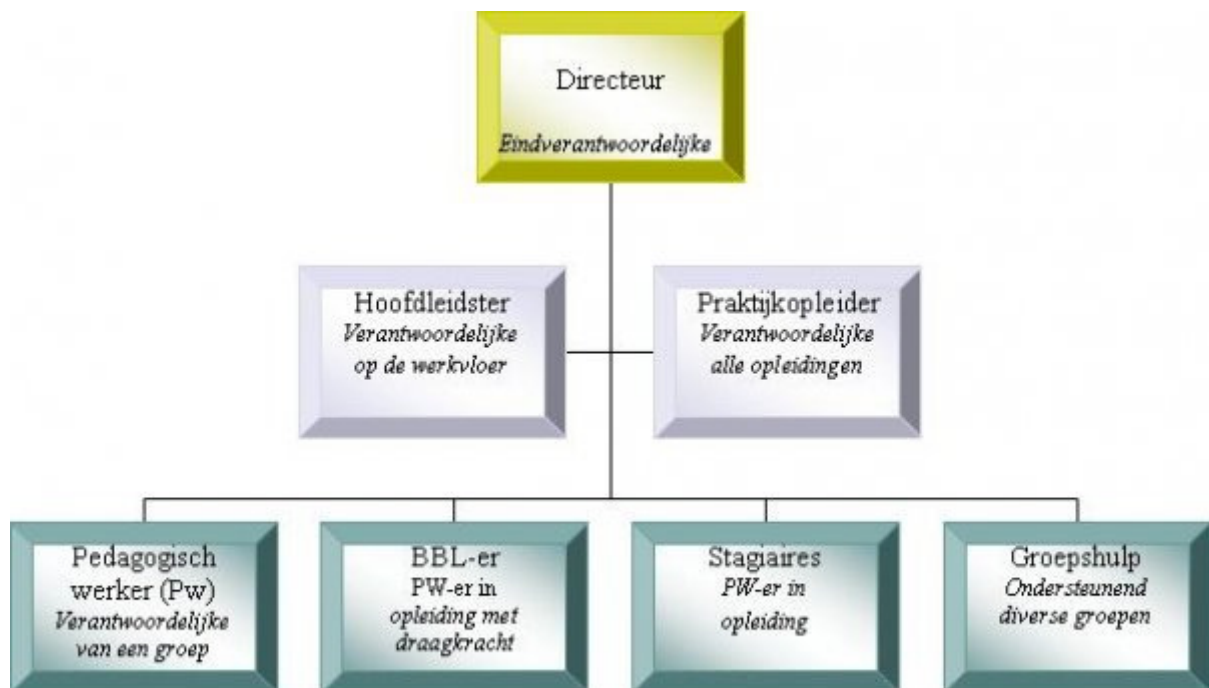 Directeur
Eindverantwoordelijke
Hoofdleidster
Verantwoordelijke
op de werkvloer
Praktijkopleider
Verantwoordelijke
alle opleidingen
Pedagogisch
werker (Pw)
Verantwoordelijke
van een groep
BBL-er
PW-er in
opleiding met
draagkracht
Stagiaires
PW-er in
opleiding
Groepshulp
Ondersteunend
diverse groepen